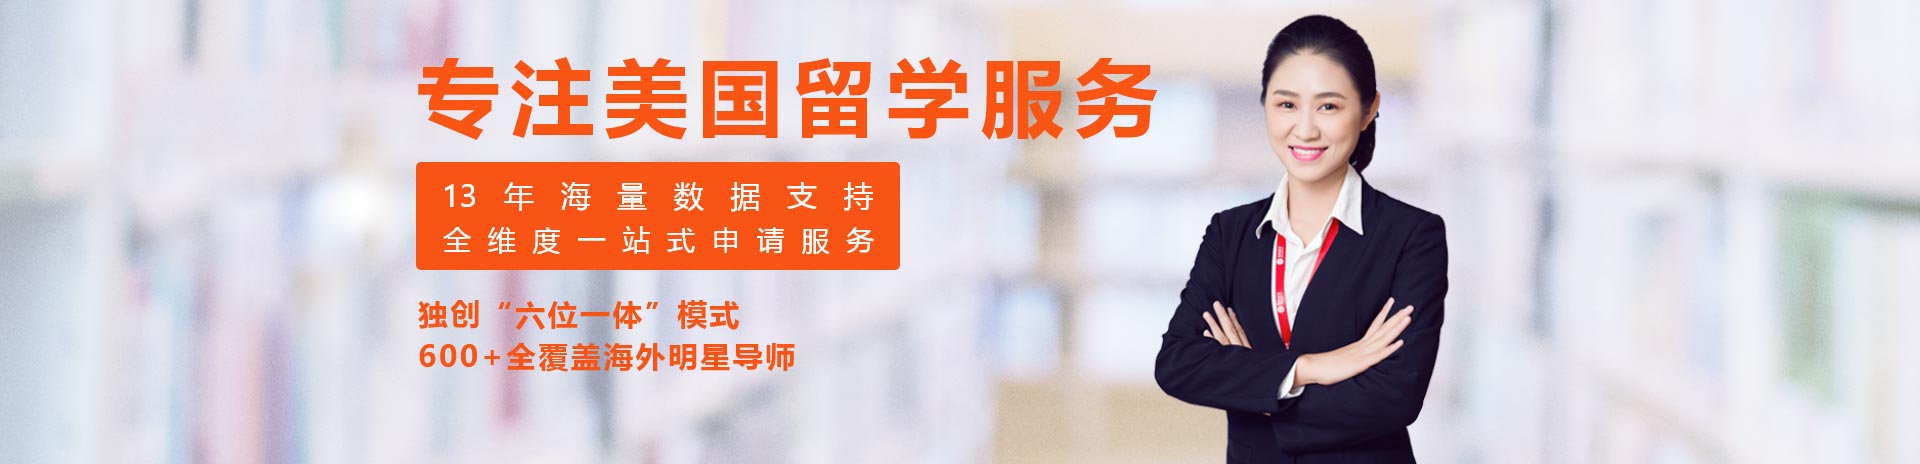 专注美国留学服务
13年海量数据支持
全维度一站式申请服务
独创“六位一体”模式
600+全覆盖海外明星导师